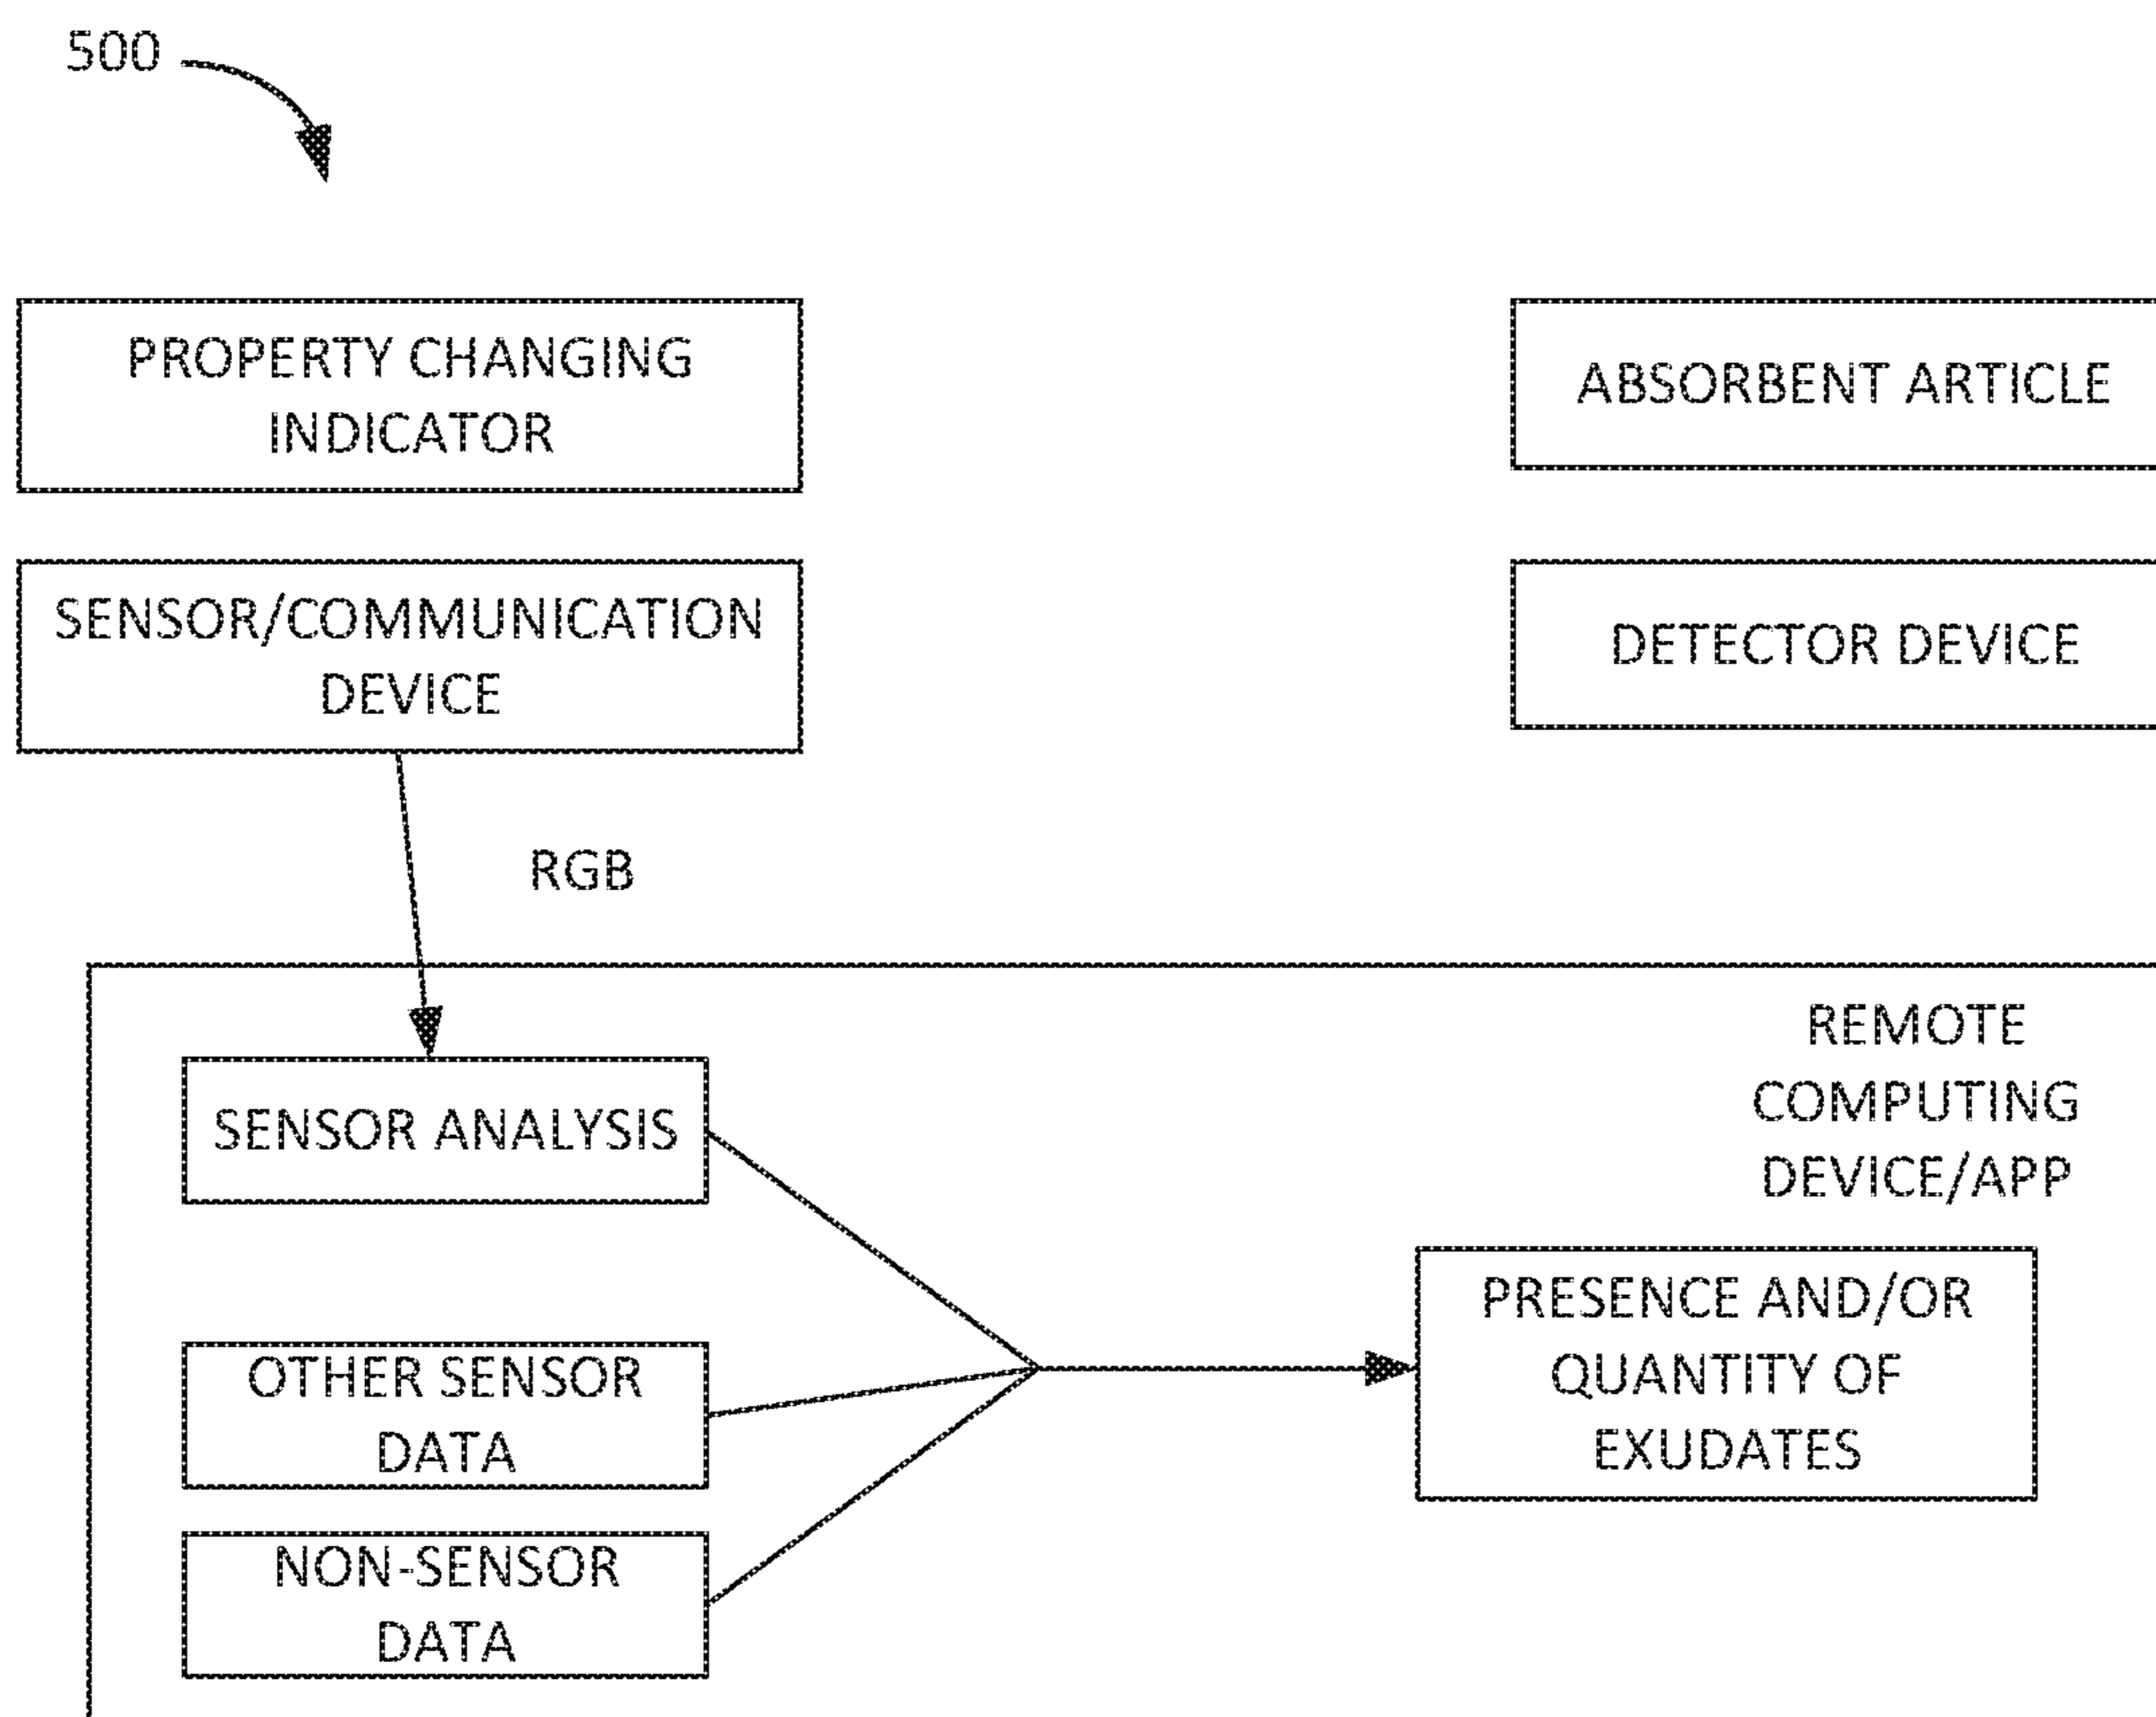 500
PROPERTY CHANGING
INDICATOR
ABSORBENT ARTICLE
SENSOR/COMMUNICATION
DEVICE
DETECTOR DEVICE
RGB
REMOTE
COMPUTING
DEVICE/APP
SENSOR ANALYSIS
PRESENCE AND/OR
QUANTITY OF
EXUDATES
OTHER SENSOR
DATA
NON-SENSOR
DATA